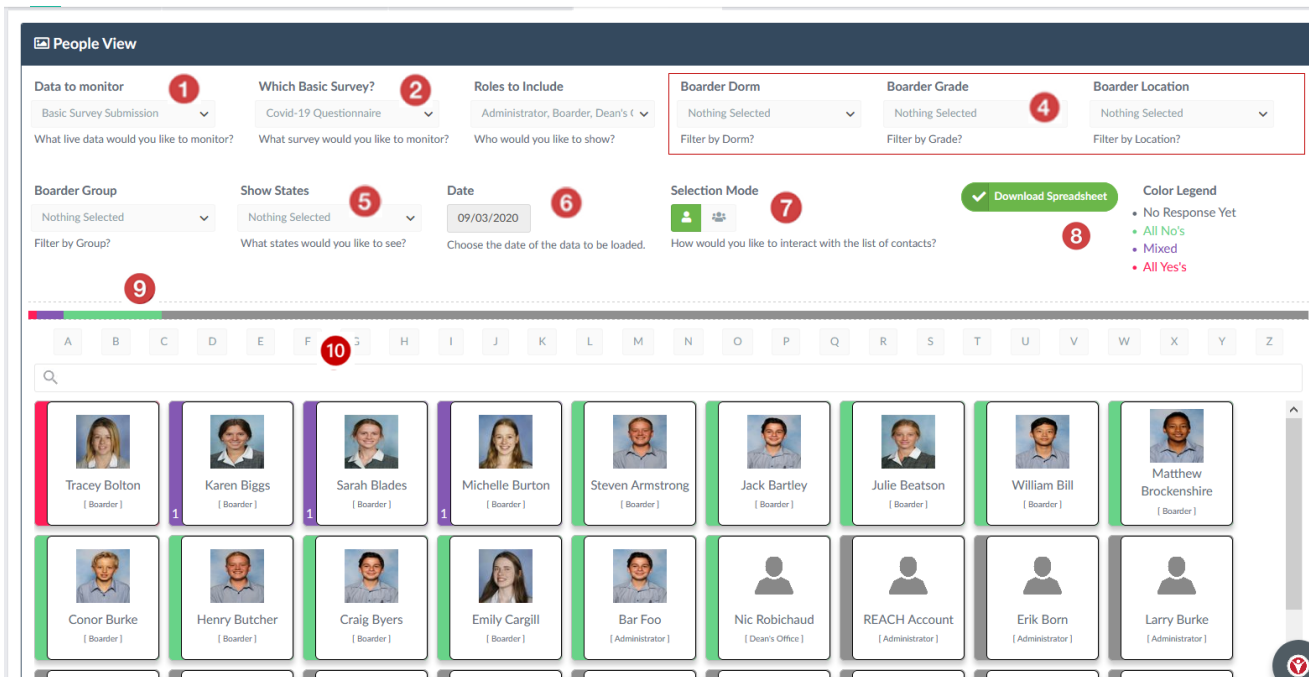 People View
Data to monitor
1
Which Basic Survey?
2
Roles to Include
Boarder Dorm
Boarder Grade
Boarder Location
Basic Survey Submission
Covid-19 Questionnaire
Administrator, Boarder, Dean's
Nothing Selected
Nothing Selected
4
Nothing Selected
What live data would you like to monitor?
What survey would you like to monitor?
Who would you like to show?
Filter by Dorm?
Filter by Grade?
Filter by Location?
Boarder Group
Show States
Date
Selection Mode
Color Legend
Nothing Selected
Nothing Selected
5
09/03/2020
6
7
Download Spreadsheet
8
Filter by Group?
What states would you like to see?
Choose the date of the data to be loaded.
How would you like to interact with the list of contacts?
No Response Yet
All No's
Mixed
All Yes's
9
A B C D E F G H I J K L M N O P Q R S T U V W X Y Z
10
Tracey Bolton
[ Boarder ]
1
Karen Biggs
[ Boarder ]
1
Sarah Blades
[ Boarder ]
1
Michelle Burton
[ Boarder ]
Steven Armstrong
[ Boarder ]
Jack Bartley
[ Boarder ]
Julie Beatson
[ Boarder ]
William Bill
[ Boarder ]
Matthew
Brockenshire
[ Boarder ]
Conor Burke
[ Boarder ]
Henry Butcher
[ Boarder ]
Craig Byers
[ Boarder ]
Emily Cargill
[ Boarder ]
Bar Foo
[ Administrator ]
Nic Robichaud
[ Dean's Office ]
REACH Account
[ Administrator ]
Erik Born
[ Administrator ]
Larry Burke
[ Administrator ]